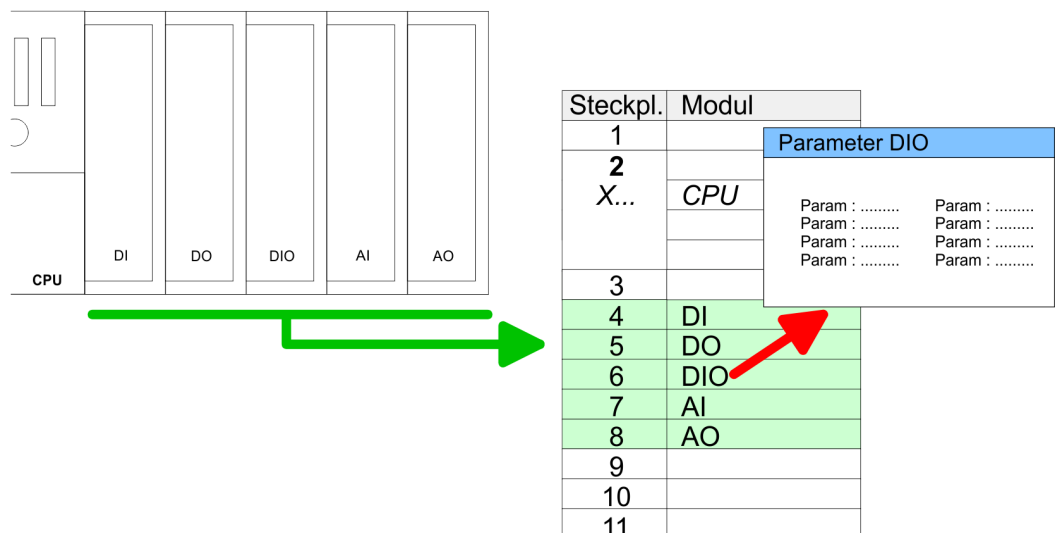 CPU
DI
DO
DIO
AI
AO
Steckpl. Modul
1
2
X... CPU
3
4 DI
5 DO
6 DIO
7 AI
8 AO
9
10
11
Parameter DIO
Param : ......... Param : .........
Param : ......... Param : .........
Param : ......... Param : .........
Param : ......... Param : .........